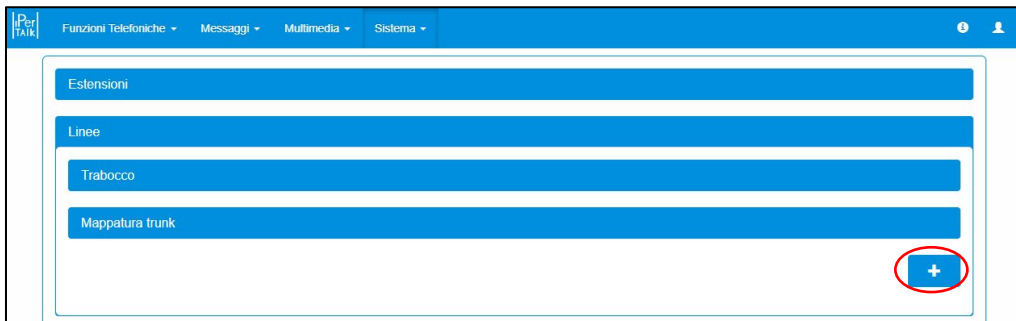 iPer
TAlk
Funzioni Telefoniche
Messaggi
Multimedia
Sistema
Estensioni
Linee
Trabocco
Mappatura trunk
+